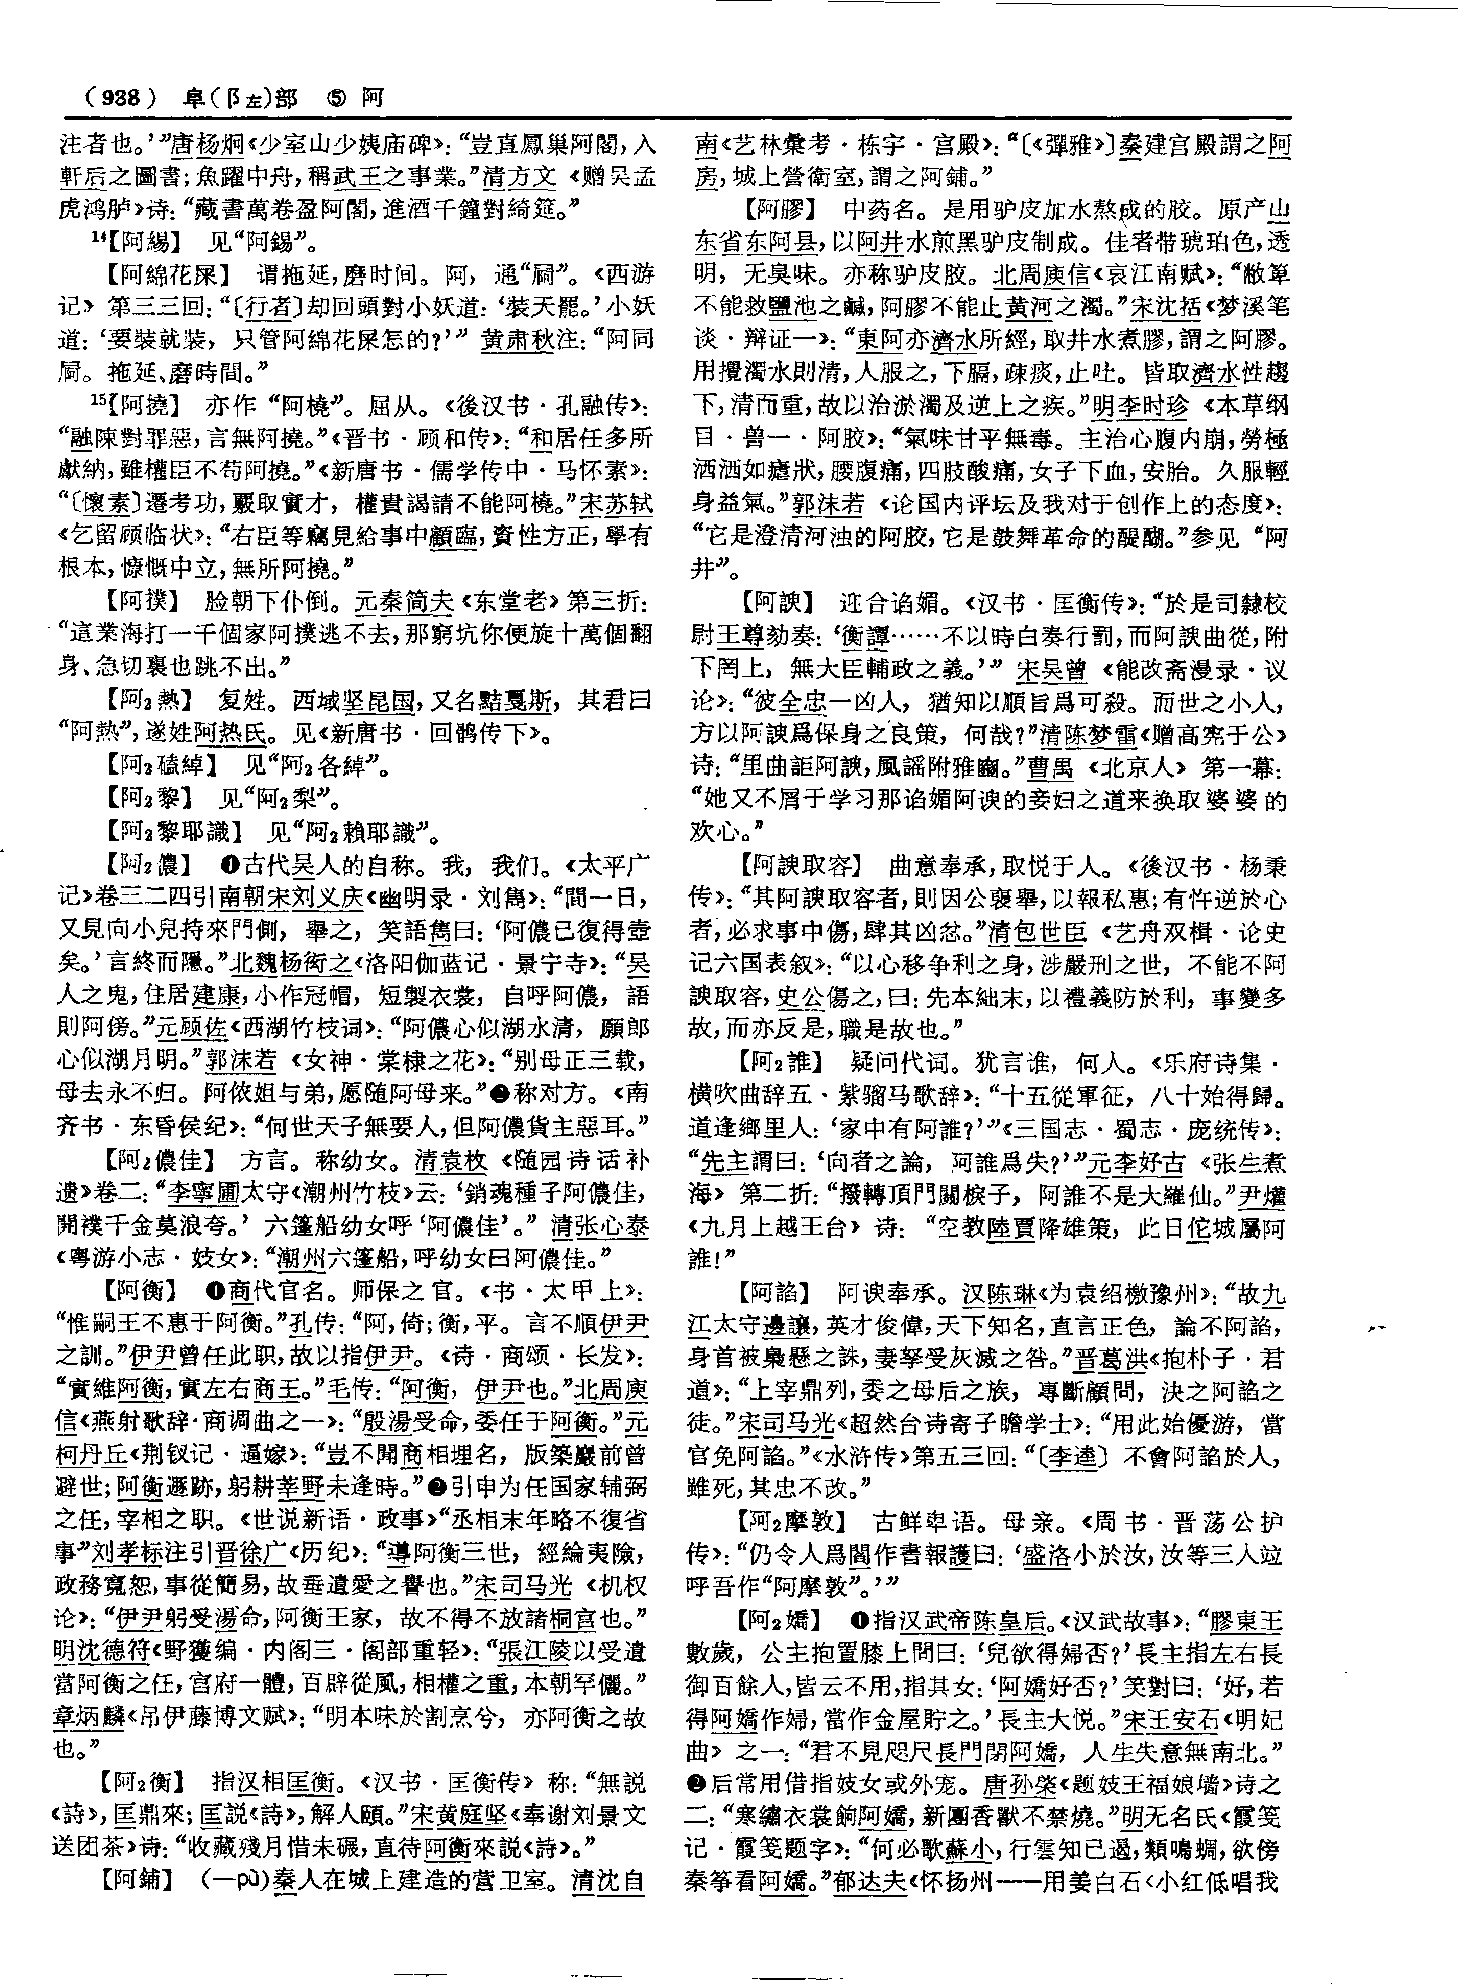 （938） 阜(阝左)部 ⑤ 阿
注者也。’”唐杨炯《少室山少姨庙碑》：“豈直鳳巢阿閣，入
軒后之圖書；魚躍中舟，稱武王之事業。”清方文《赠吴孟
虎鸿胪》诗：“藏書萬卷盈阿閣，進酒千鐘對綺筵。”
14【阿緆】 见“阿錫”。
【阿綿花屎】 谓拖延，磨时间。阿，通“屙”。《西游
记》第三三回：“〔行者〕却回頭對小妖道：‘裝天罷。’小妖
道：‘要裝就裝，只管阿綿花屎怎的？’”黄肃秋注：“阿同
屙。拖延、磨時間。”
15【阿撓】 亦作“阿橈”。屈从。《後汉书·孔融传》：
“融陳對罪惡，言無阿撓。”《晋书·顾和传》：“和居任多所
獻納，雖權臣不苟阿撓。”《新唐书·儒学传中·马怀素》：
“〔懷素〕遷考功，覈取實才，權貴謁請不能阿橈。”宋苏轼
《乞留顾临状》：“右臣等竊見給事中顧臨，資性方正，學有
根本，慷慨中立，無所阿撓。”
【阿撲】 脸朝下仆倒。元秦简夫《东堂老》第三折：
“這業海打一千個家阿撲逃不去，那窮坑你便旋十萬個翻
身、急切裏也跳不出。”
【阿2熱】 复姓。西域坚昆国，又名黠戛斯，其君曰
“阿熱”，遂姓阿热氏。见《新唐书·回鹘传下》。
【阿2磕綽】 见“阿2各綽”。
【阿2黎】 见“阿2梨”。
【阿2黎耶識】 见“阿2賴耶識”。
【阿2儂】 ❶古代吴人的自称。我，我们。《太平广
记》卷三二四引南朝宋刘义庆《幽明录·刘雋》：“間一日，
又見向小兒持來門側，舉之，笑語雋曰：‘阿儂已復得壺
矣。’言終而隱。”北魏杨衒之《洛阳伽蓝记·景宁寺》：“吴
人之鬼，住居建康，小作冠帽，短製衣裳，自呼阿儂，語
則阿傍。”元顾佐《西湖竹枝词》：“阿儂心似湖水清，願郎
心似湖月明。”郭沫若《女神·棠棣之花》：“别母正三载，
母去永不归。阿侬姐与弟，愿随阿母来。”❷称对方。《南
齐书·东昏侯纪》：“何世天子無要人，但阿儂貨主惡耳。”
【阿2儂佳】 方言。称幼女。清袁枚《随园诗话补
遗》卷二：“李寧圃太守《潮州竹枝》云：‘銷魂種子阿儂佳，
開襆千金莫浪夸。’六篷船幼女呼‘阿儂佳’。”清张心泰
《粤游小志·妓女》：“潮州六篷船，呼幼女曰阿儂佳。”
【阿衡】 ❶商代官名。师保之官。《书·太甲上》：
“惟嗣王不惠于阿衡。”孔传：“阿，倚；衡，平。言不順伊尹
之訓。”伊尹曾任此职，故以指伊尹。《诗·商颂·长发》：
“實維阿衡，實左右商王。”毛传：“阿衡，伊尹也。”北周庾
信《燕射歌辞·商调曲之一》：“殷湯受命，委任于阿衡。”元
柯丹丘《荆钗记·逼嫁》：“豈不聞商相埋名，版築巖前曾
避世；阿衡遯跡，躬耕莘野未逢時。”❷引申为任国家辅弼
之任，宰相之职。《世说新语·政事》“丞相末年略不復省
事”刘孝标注引晋徐广《历纪》：“導阿衡三世，經綸夷險，
政務寬恕，事從簡易，故垂遺愛之譽也。”宋司马光《机权
论》：“伊尹躬受湯命，阿衡王家，故不得不放諸桐宫也。”
明沈德符《野獲编·内阁三·阁部重轻》：“張江陵以受遺
當阿衡之任，宫府一體，百辟從風，相權之重，本朝罕儷。”
章炳麟《吊伊藤博文赋》：“明本味於割烹兮，亦阿衡之故
也。”
【阿2衡】 指汉相匡衡。《汉书·匡衡传》称：“無説
《詩》，匡鼎來；匡説《詩》，解人頤。”宋黄庭坚《奉谢刘景文
送团茶》诗：“收藏殘月惜未碾，直待阿衡來説《詩》。”
【阿鋪】 (—pù)秦人在城上建造的营卫室。清沈自
南《艺林彙考·栋宇·宫殿》：“〔《彈雅》〕秦建宫殿謂之阿
房，城上營衛室，謂之阿鋪。”
【阿膠】 中药名。是用驴皮加水熬成的胶。原产山
东省东阿县，以阿井水煎黑驴皮制成。佳者带琥珀色，透
明，无臭味。亦称驴皮胶。北周庾信《哀江南赋》：“敝箄
不能救鹽池之鹹，阿膠不能止黄河之濁。”宋沈括《梦溪笔
谈·辩证一》：“東阿亦濟水所經，取井水煮膠，謂之阿膠。
用攪濁水則清，人服之，下膈，疎痰，止吐。皆取濟水性趨
下，清而重，故以治淤濁及逆上之疾。”明李时珍《本草纲
目·兽一·阿胶》：“氣味甘平無毒。主治心腹内崩，勞極
洒洒如瘧狀，腰腹痛，四肢酸痛，女子下血，安胎。久服輕
身益氣。”郭沫若《论国内评坛及我对于创作上的态度》：
“它是澄清河浊的阿胶，它是鼓舞革命的醍醐。”参见“阿
井”。
【阿諛】 迎合谄媚。《汉书·匡衡传》：“於是司隸校
尉王尊劾奏：‘衡譚……不以時白奏行罰，而阿諛曲從，附
下罔上，無大臣輔政之義。’”宋吴曾《能改斋漫录·议
论》：“彼全忠一凶人，猶知以順旨爲可殺。而世之小人，
方以阿諛爲保身之良策，何哉？”清陈梦雷《赠高宪于公》
诗：“里曲詎阿諛，風謡附雅豳。”曹禺《北京人》第一幕：
“她又不屑于学习那谄媚阿谀的妾妇之道来换取婆婆的
欢心。”
【阿諛取容】 曲意奉承，取悦于人。《後汉书·杨秉
传》：“其阿諛取容者，則因公褒舉，以報私惠；有忤逆於心
者，必求事中傷，肆其凶忿。”清包世臣《艺舟双楫·论史
记六国表叙》：“以心移争利之身，涉嚴刑之世，不能不阿
諛取容，史公傷之，曰：先本絀末，以禮義防於利，事變多
故，而亦反是，職是故也。”
【阿2誰】 疑问代词。犹言谁，何人。《乐府诗集·
横吹曲辞五·紫骝马歌辞》：“十五從軍征，八十始得歸。
道逢鄉里人：‘家中有阿誰？’”《三国志·蜀志·庞统传》：
“先主謂曰：‘向者之論，阿誰爲失？’”元李好古《张生煮
海》第二折：“撥轉頂門關棙子，阿誰不是大羅仙。”尹爟
《九月上越王台》诗：“空教陸賈降雄策，此日佗城屬阿
誰！”
【阿諂】 阿谀奉承。汉陈琳《为袁绍檄豫州》：“故九
江太守邊讓，英才俊偉，天下知名，直言正色，論不阿諂，
身首被梟懸之誅，妻孥受灰滅之咎。”晋葛洪《抱朴子·君
道》：“上宰鼎列，委之母后之族，專斷顧問，決之阿諂之
徒。”宋司马光《超然台诗寄子瞻学士》：“用此始優游，當
官免阿諂。”《水浒传》第五三回：“〔李逵〕不會阿諂於人，
雖死，其忠不改。”
【阿2摩敦】 古鲜卑语。母亲。《周书·晋荡公护
传》：“仍令人爲閻作書報護曰：‘盛洛小於汝，汝等三人竝
呼吾作“阿摩敦”。’”
【阿2嬌】 ❶指汉武帝陈皇后。《汉武故事》：“膠東王
數歲，公主抱置膝上問曰：‘兒欲得婦否？’長主指左右長
御百餘人，皆云不用，指其女：‘阿嬌好否？’笑對曰：‘好，若
得阿嬌作婦，當作金屋貯之。’長主大悦。”宋王安石《明妃
曲》之一：“君不見咫尺長門閉阿嬌，人生失意無南北。”
❷后常用借指妓女或外宠。唐孙棨《题妓王福娘墙》诗之
二：“寒繡衣裳餉阿嬌，新團香獸不禁燒。”明无名氏《霞笺
记·霞笺题字》：“何必歌蘇小，行雲知已遏，類鳴蜩，欲傍
秦筝看阿嬌。”郁达夫《怀扬州——用姜白石〈小红低唱我